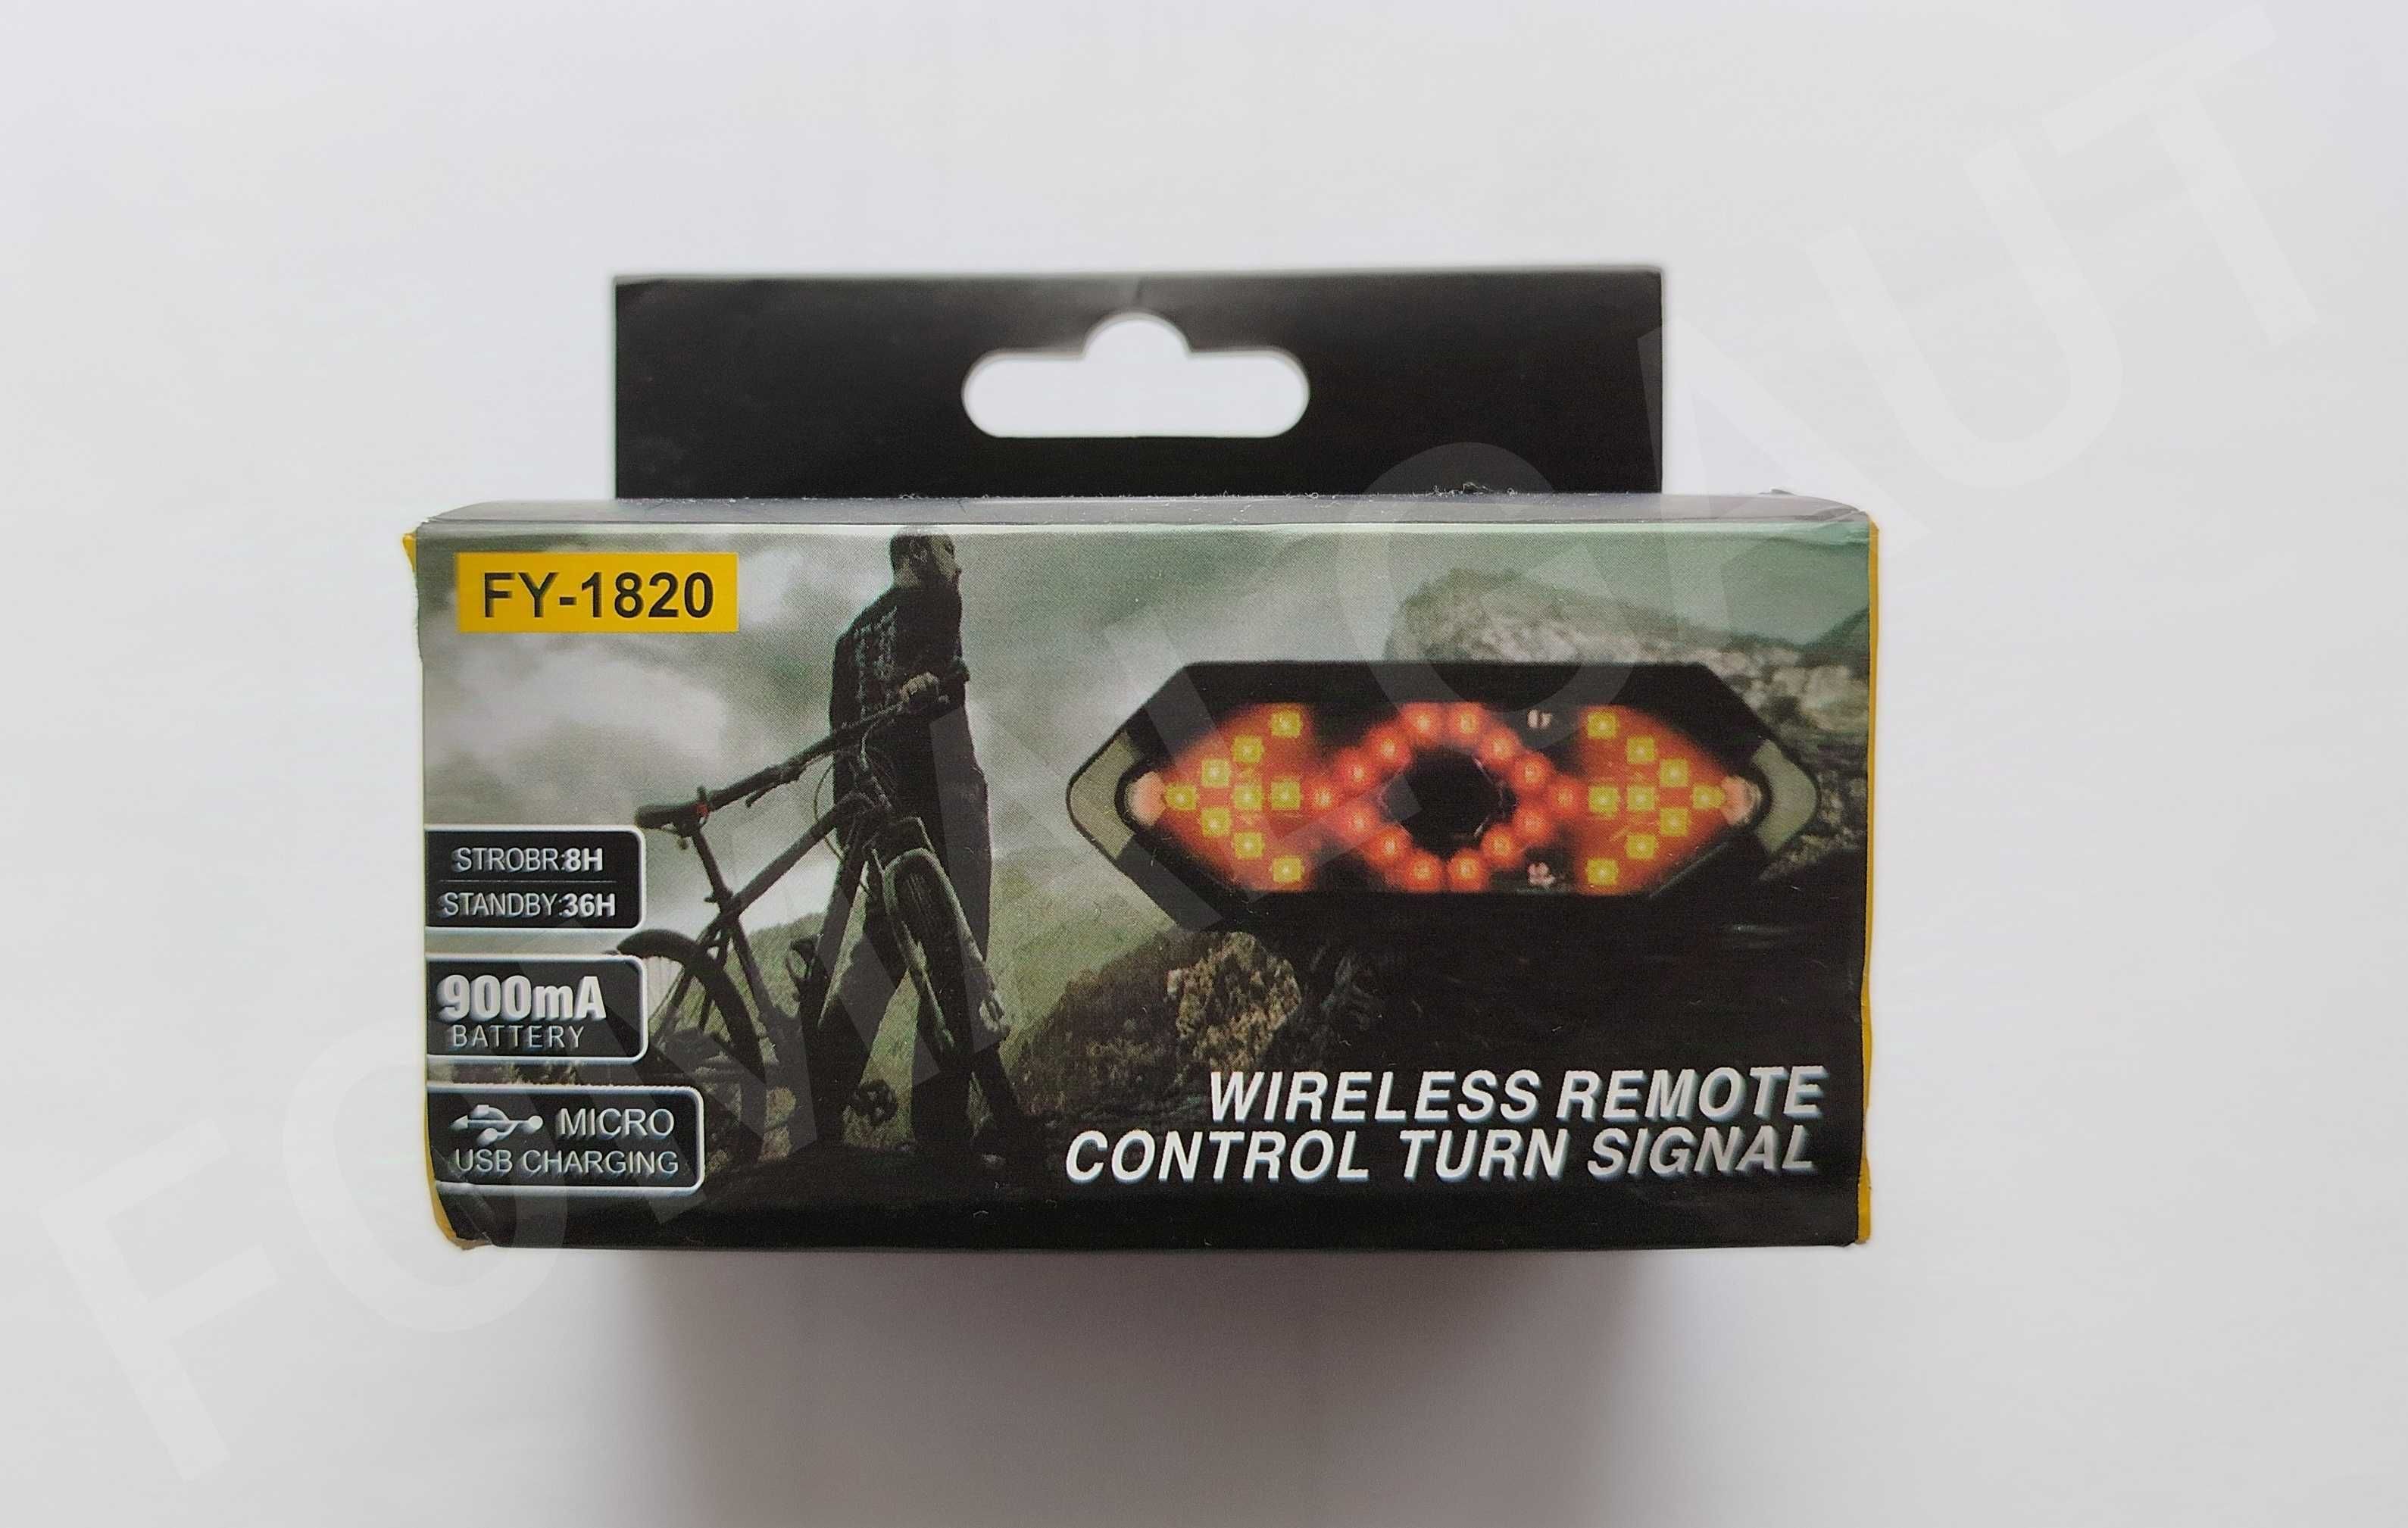 FY-1820
STROBR:8H
STANDBY:36H
900mA
BATTERY
MICRO
USB CHARGING
WIRELESS REMOTE
CONTROL TURN SIGNAL